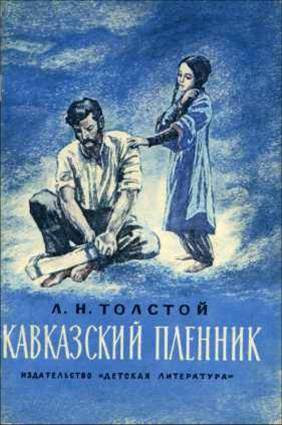 Л. Н. ТОЛСТОЙ
КАВКАЗСКИЙ ПЛЕННИК
ИЗДАТЕЛЬСТВО «ДЕТСКАЯ ЛИТЕРАТУРА»